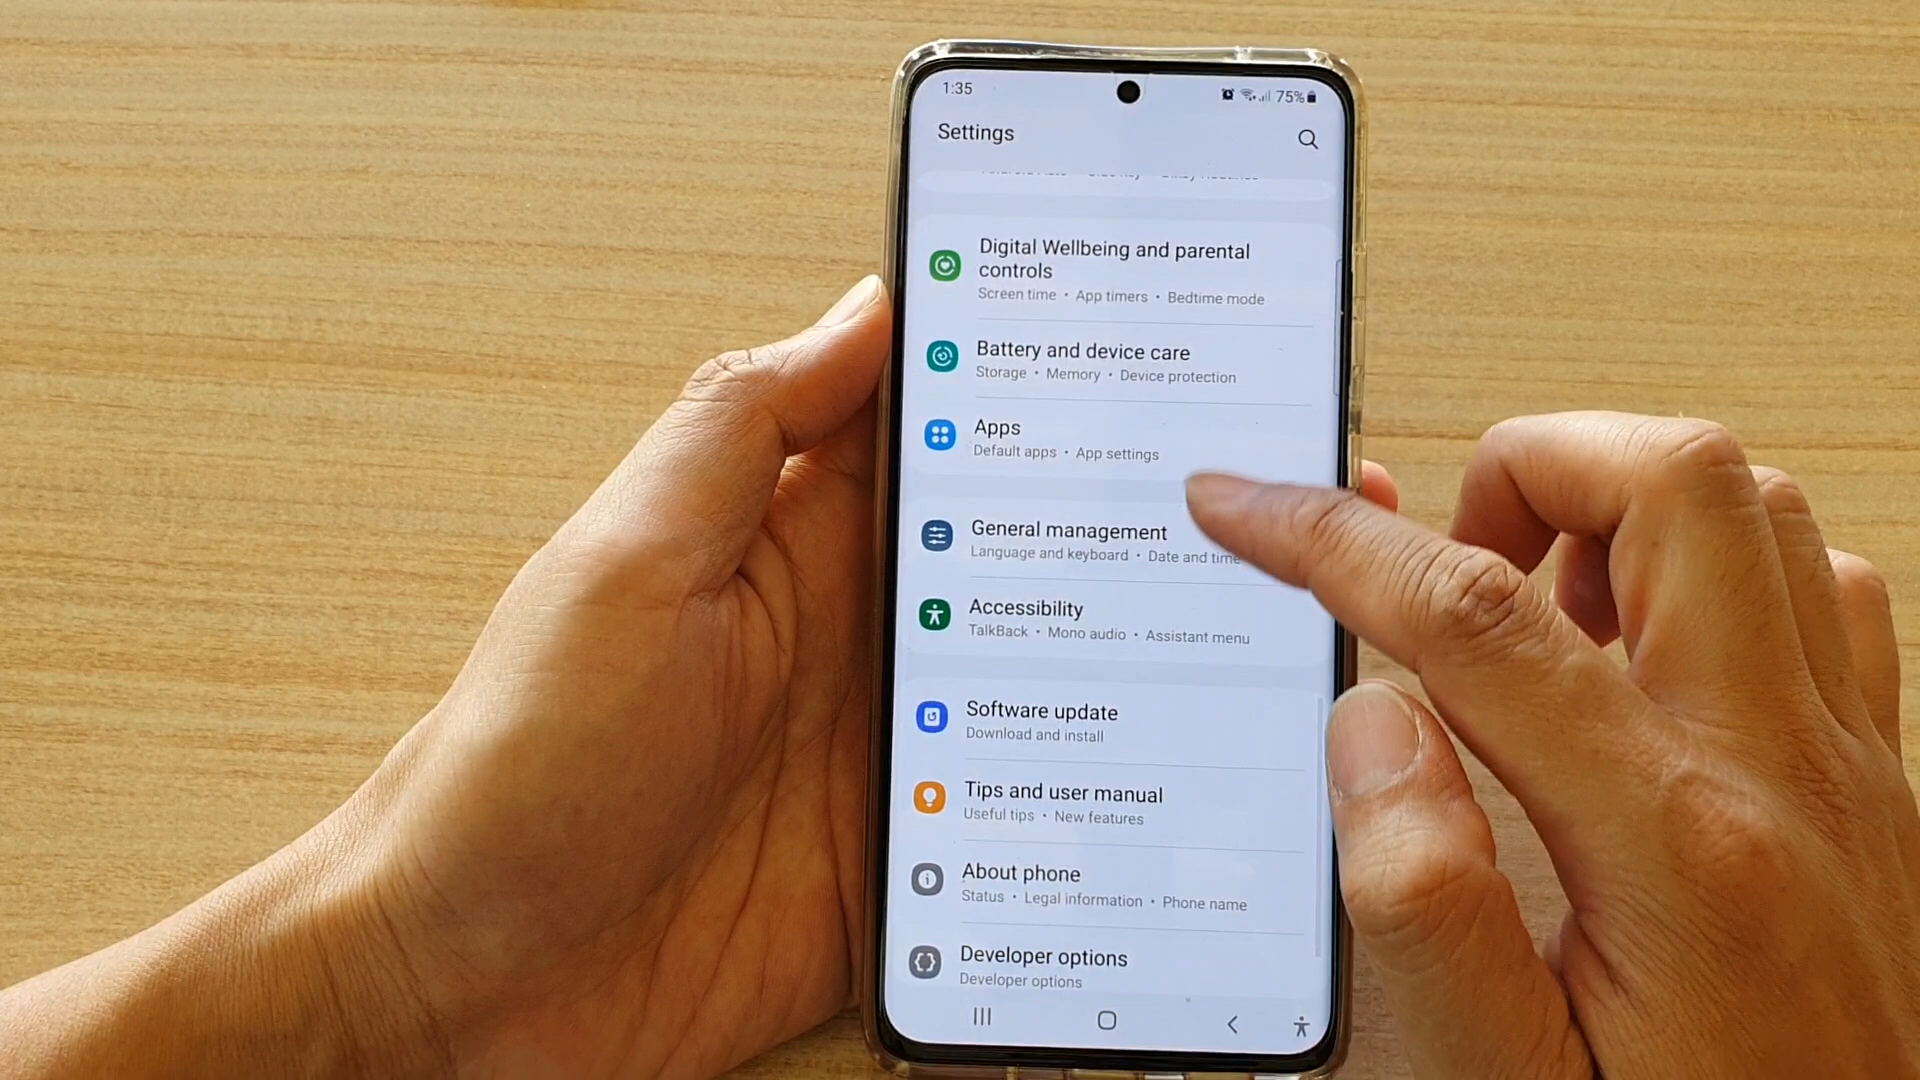 1:35
75%
Settings
Digital Wellbeing and parental
controls
Screen time • App timers • Bedtime mode
Battery and device care
Storage • Memory • Device protection
Apps
Default apps • App settings
General management
Language and keyboard • Date and time
Accessibility
TalkBack • Mono audio • Assistant menu
Software update
Download and install
Tips and user manual
Useful tips • New features
About phone
Status • Legal information • Phone name
Developer options
Developer options